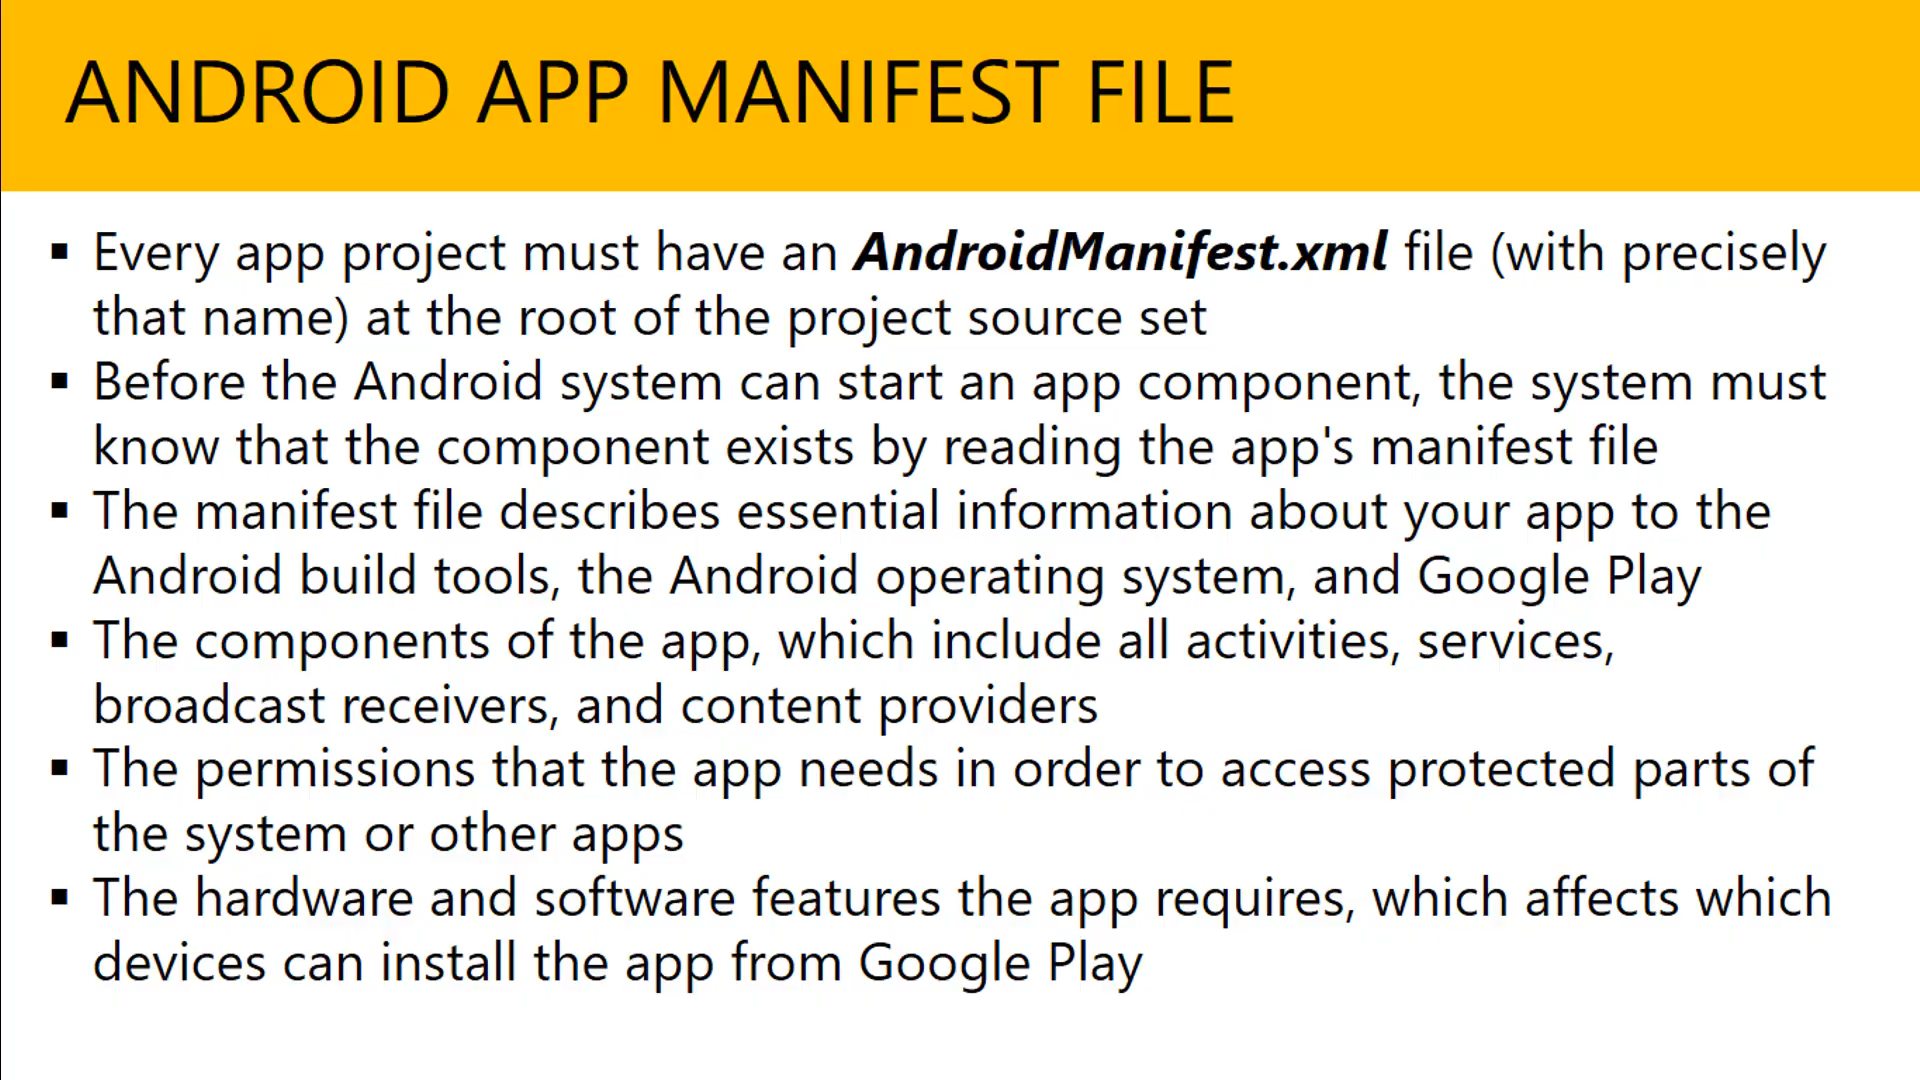 ANDROID APP MANIFEST FILE
▪ Every app project must have an AndroidManifest.xml file (with precisely
that name) at the root of the project source set
▪ Before the Android system can start an app component, the system must
know that the component exists by reading the app's manifest file
▪ The manifest file describes essential information about your app to the
Android build tools, the Android operating system, and Google Play
▪ The components of the app, which include all activities, services,
broadcast receivers, and content providers
▪ The permissions that the app needs in order to access protected parts of
the system or other apps
▪ The hardware and software features the app requires, which affects which
devices can install the app from Google Play